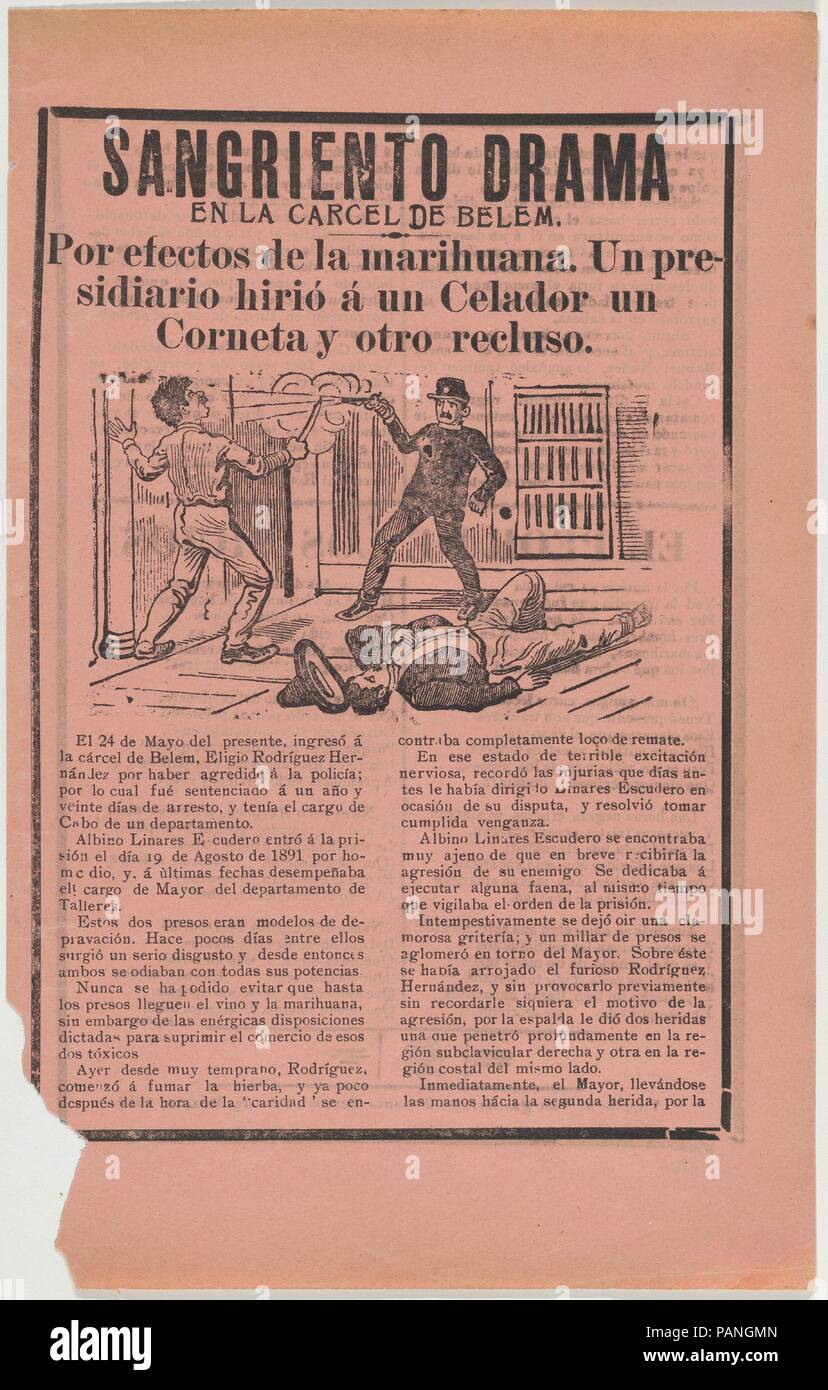 SANGRIENTO DRAMA
EN LA CARCEL DE BELEM.
Por efectos de la marihuana. Un pre-
sidiario hirió á un Celador un
Corneta y otro recluso.
El 24 de Mayo del presente, ingresó á
la cárcel de Belem, Eligio Rodríguez Her-
nández por haber agredido á la policía;
por lo cual fué sentenciado á un año y
veinte días de arresto, y tenía el cargo de
Cabo de un departamento.
Albino Linares E cudero entró á la pri-
sión el día 19 de Agosto de 1891 por ho-
m c dio, y, á ùltimas fechas desempeñaba
el cargo de Mayor del departamento de
Talleres.
Estos dos presos eran modelos de de-
pravación. Hace pocos días entre ellos
surgió un serio disgusto y desde entonces
ambos se odiaban con todas sus potencias
Nunca se ha podido evitar que hasta
los presos lleguen el vino y la marihuana,
sin embargo de las enérgicas disposiciones
dictadas para suprimir el comercio de esos
dos tóxicos
Ayer desde muy temprano, Rodríguez,
comenzó á fumar la hierba, y ya poco
después de la hora de la "caridad" se en-
contraba completamente loco de remate.
En ese estado de terrible excitación
nerviosa, recordó las injurias que días an-
tes le había dirigido Linares Escudero en
ocasión de su disputa, y resolvió tomar
cumplida venganza.
Albino Linares Escudero se encontraba
muy ajeno de que en breve recibiría la
agresión de su enemigo Se dedicaba á
ejecutar alguna faena, al mismo tiempo
que vigilaba el orden de la prisión.
Intempestivamente se dejó oir una cla-
morosa gritería; y un millar de presos se
aglomeró en torno del Mayor. Sobre éste
se había arrojado el furioso Rodríguez
Hernández, y sin provocarlo previamente
sin recordarle siquiera el motivo de la
agresión, por la espalda le dió dos heridas
una que penetró profundamente en la re-
gión subclavicular derecha y otra en la re-
gión costal del mismo lado.
Inmediatamente, el Mayor, llevándose
las manos hácia la segunda herida, por la
alamy
alamy
Image ID: PANGMN
www.alamy.com